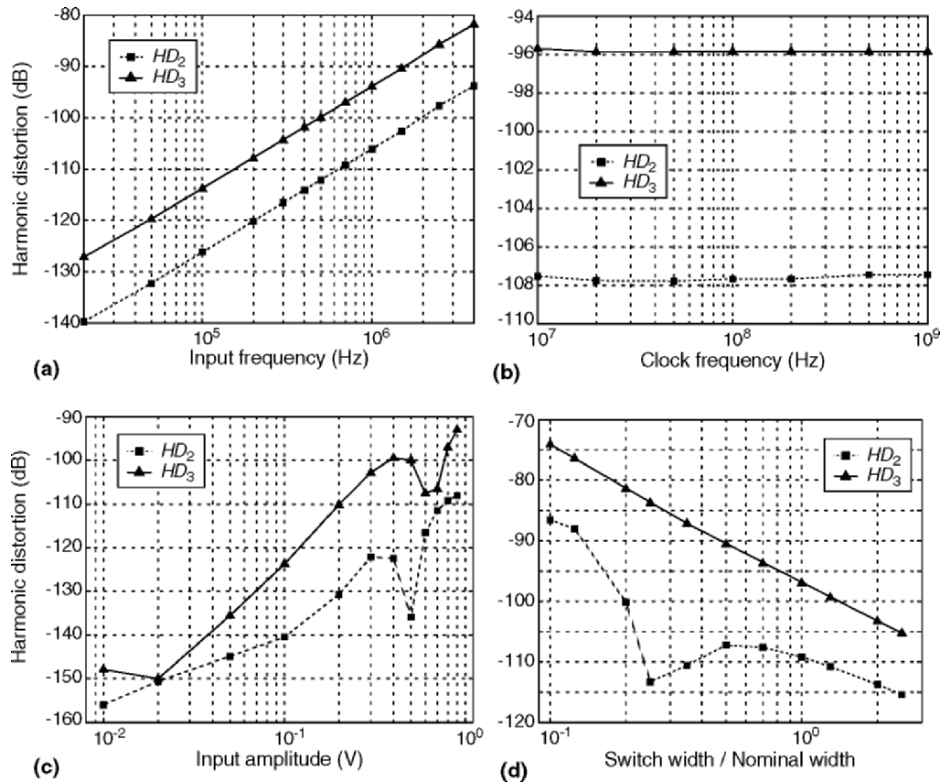 -80
-90
-100
-110
-120
-130
-140
HD2
HD3
Harmonic distortion (dB)
10^5
10^6
Input frequency (Hz)
(a)
-94
-96
-96
-98
-100
-102
-104
-106
-108
-110
HD2
HD3
10^7
10^8
10^9
Clock frequency (Hz)
(b)
-90
-100
-110
-120
-130
-140
-150
-160
HD2
HD3
Harmonic distortion (dB)
10^-2
10^-1
10^0
Input amplitude (V)
(c)
-70
-80
-90
-100
-110
-120
HD2
HD3
10^-1
10^0
Switch width / Nominal width
(d)